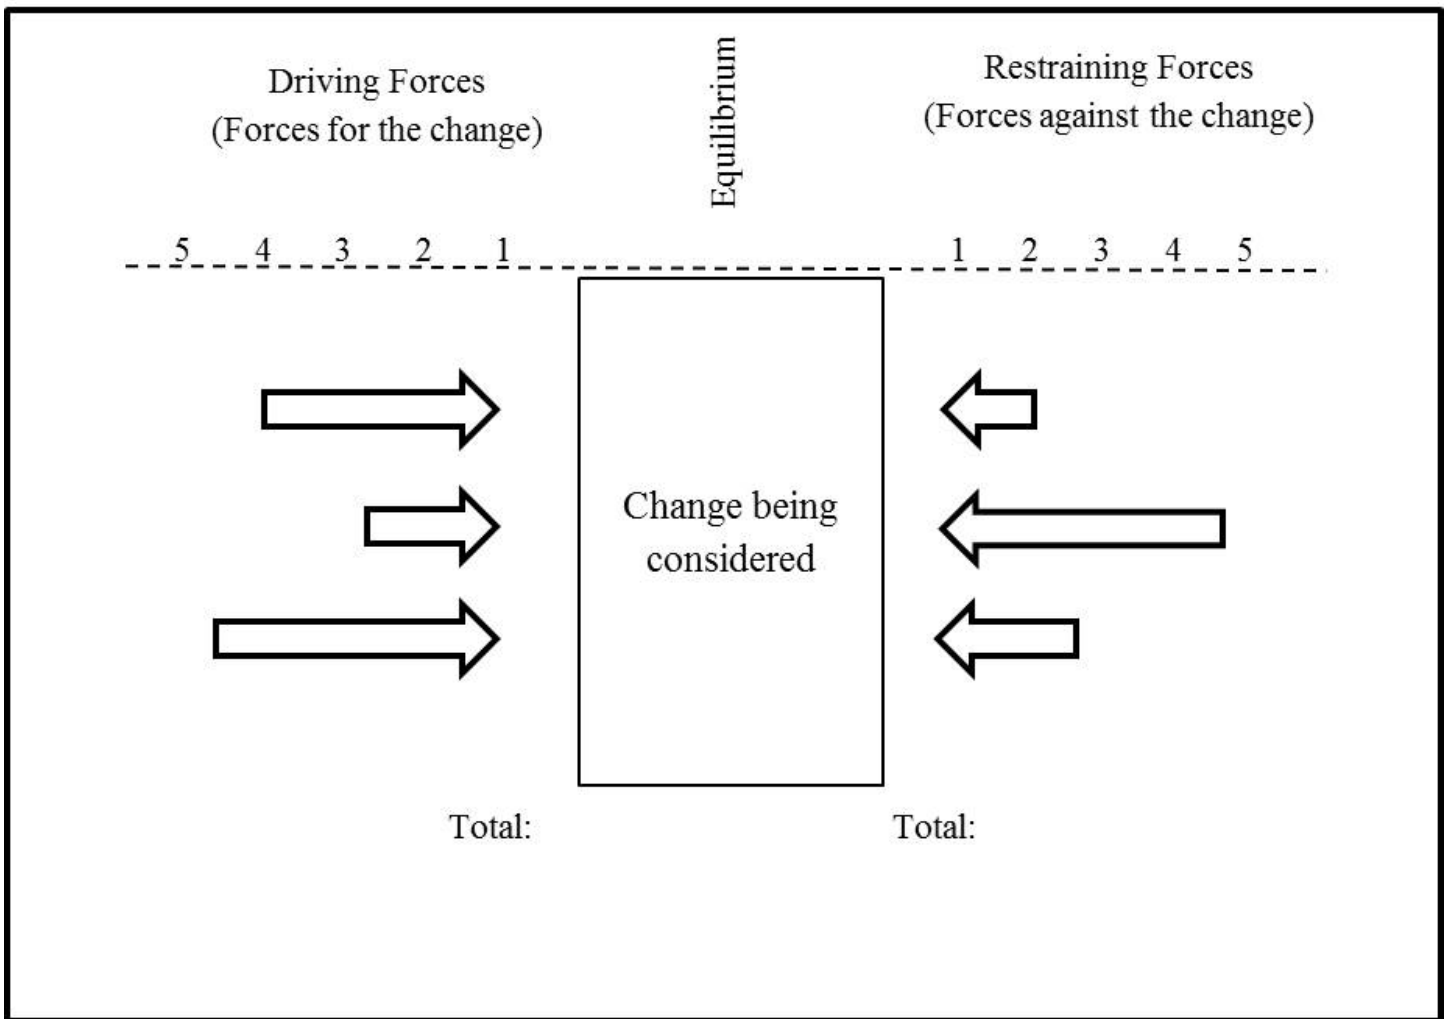 Driving Forces
(Forces for the change)
Equilibrium
Restraining Forces
(Forces against the change)
5 4 3 2 1
1 2 3 4 5
Change being
considered
Total:
Total: